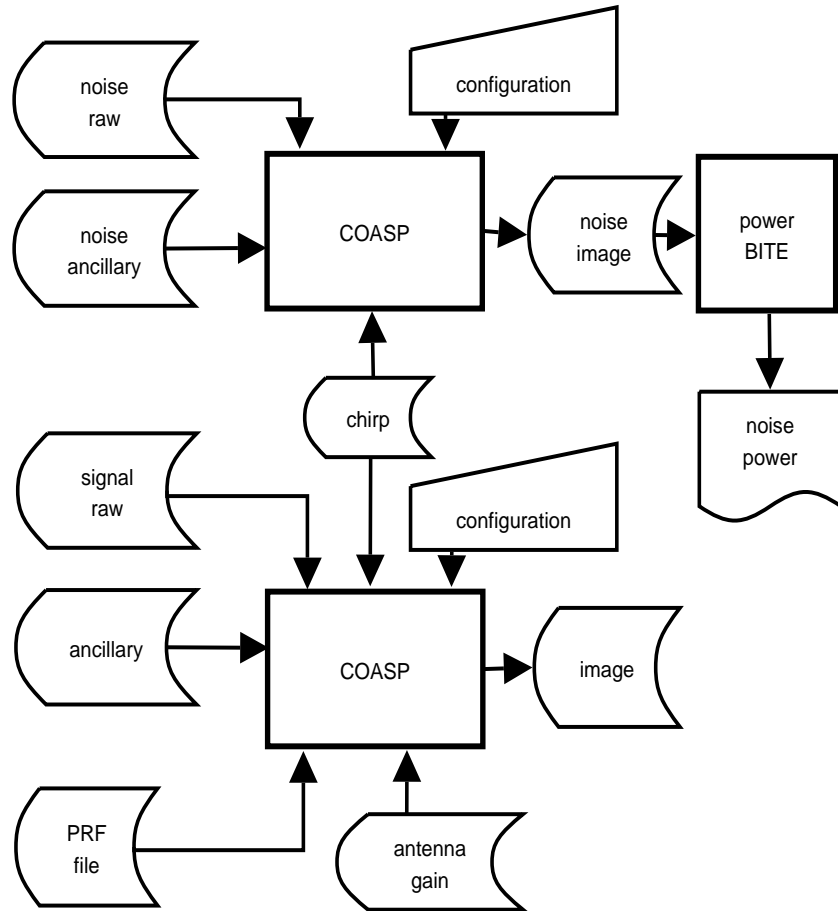 noise
raw
configuration
noise
ancillary
COASP
noise
image
power
BITE
chirp
noise
power
signal
raw
configuration
ancillary
COASP
image
PRF
file
antenna
gain